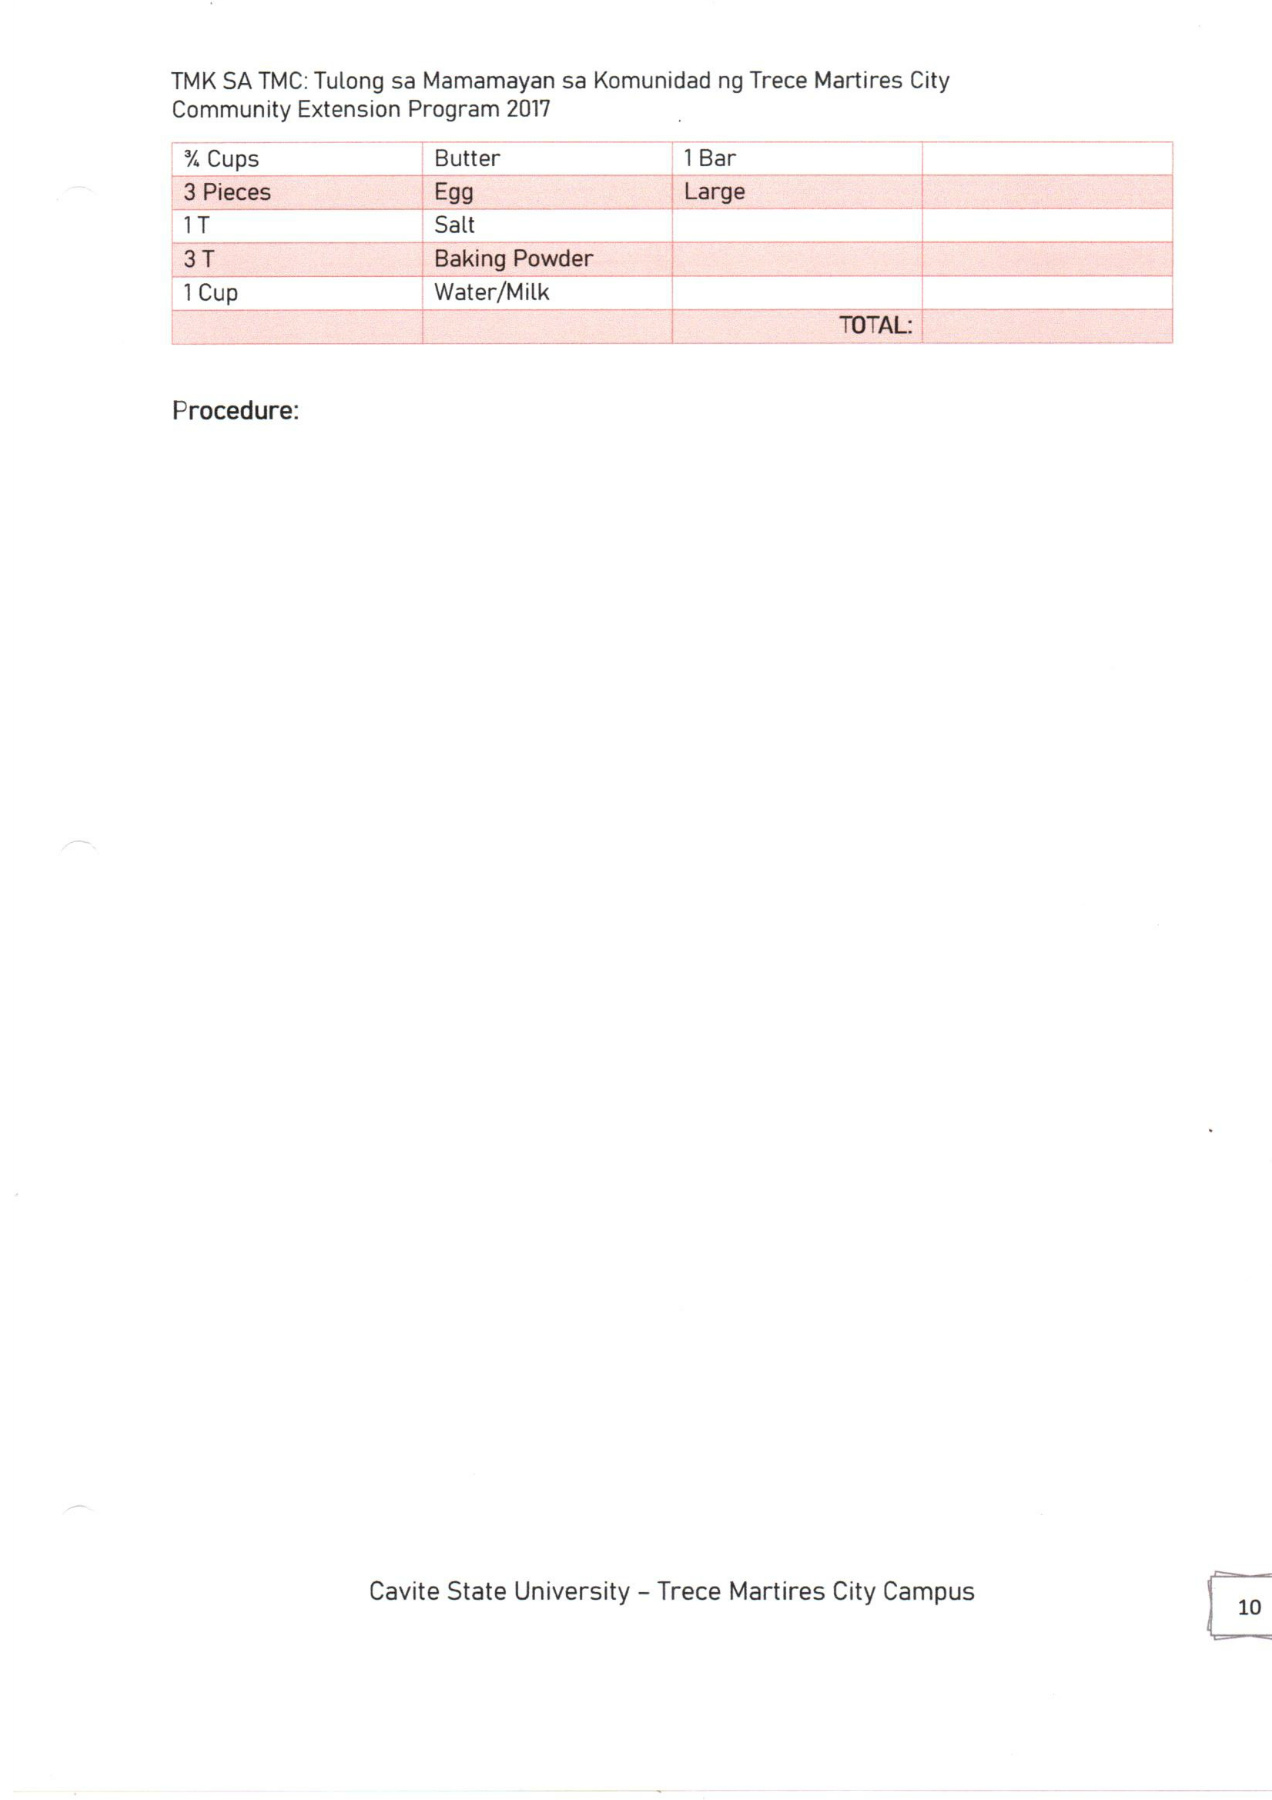 TMK SA TMC: Tulong sa Mamamayan sa Komunidad ng Trece Martires City
Community Extension Program 2017
¾ Cups Butter 1 Bar
3 Pieces Egg Large
1 T Salt
3 T Baking Powder
1 Cup Water/Milk
TOTAL:
Procedure:
Cavite State University – Trece Martires City Campus
10